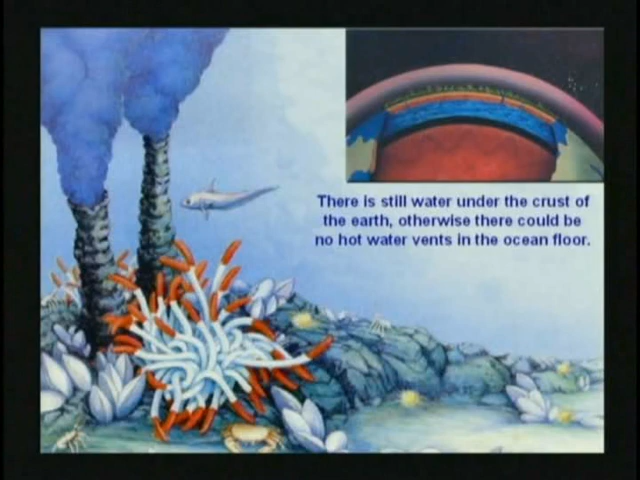 There is still water under the crust of
the earth, otherwise there could be
no hot water vents in the ocean floor.